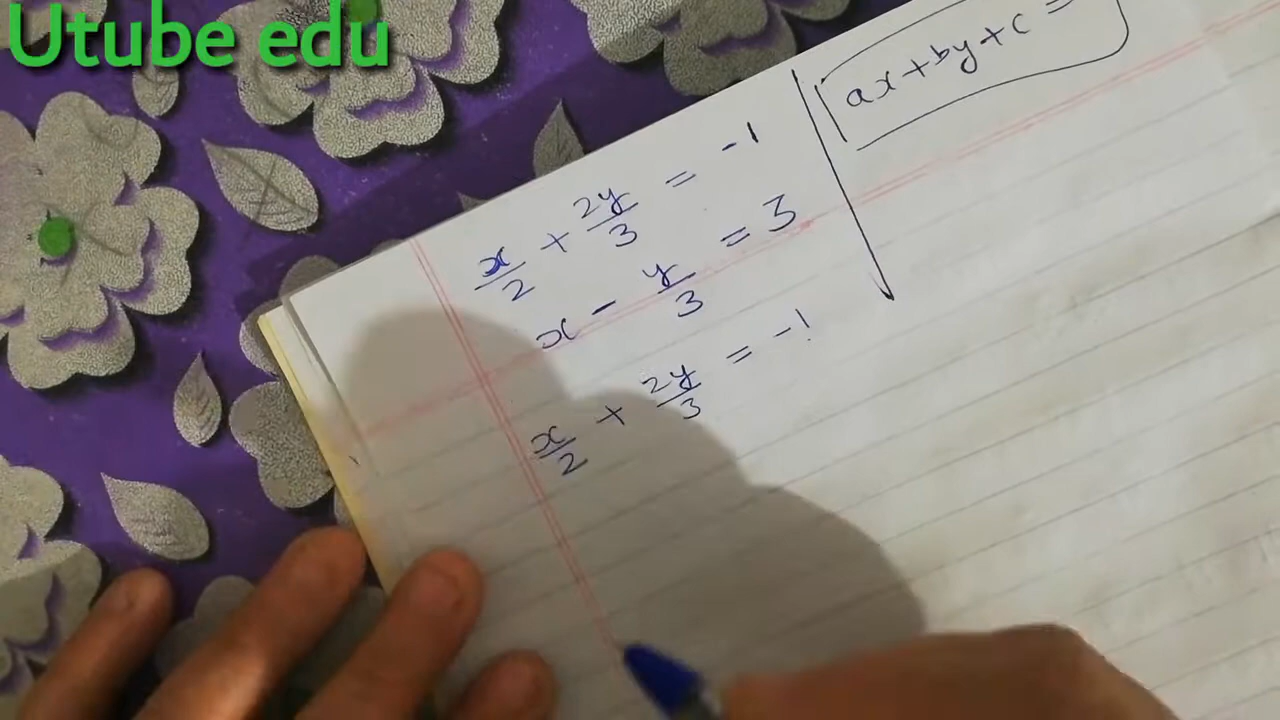 Utube edu
x/2 + 2y/3 = -1
x - y/3 = 3
x/2 + 2y/3 = -1
ax+by+c =